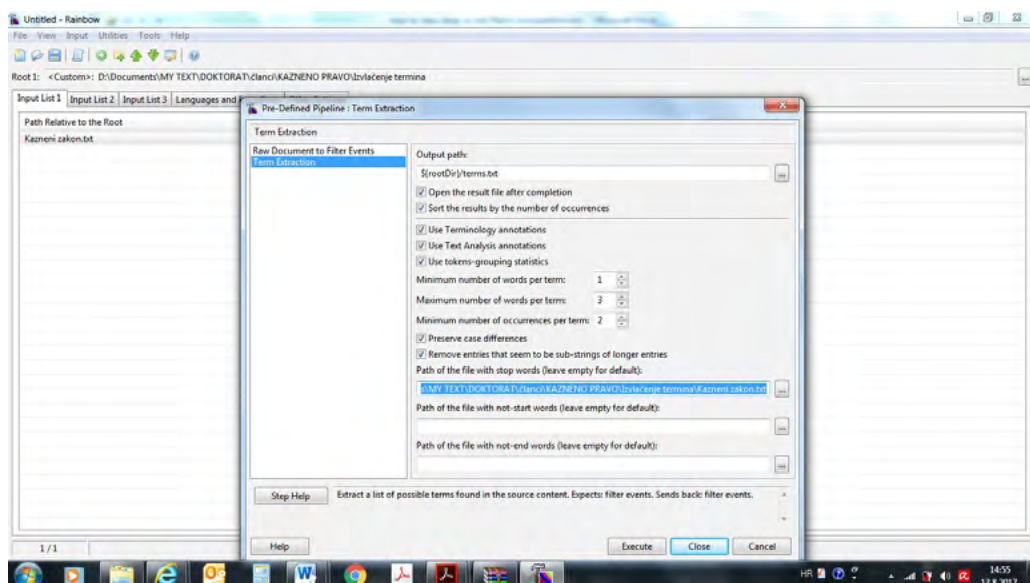 Untitled - Rainbow
File View Input Utilities Tools Help
Root 1: <Custom>: D:\Documents\MY TEXT\DOKTORAT\članci\KAZNENO PRAVO\Izvlačenje termina
Input List 1 Input List 2 Input List 3 Languages and
Pre-Defined Pipeline : Term Extraction
Path Relative to the Root
Kazneni zakon.txt
Term Extraction
Raw Document to Filter Events
Term Extraction
Output path:
${rootDir}/terms.txt
Open the result file after completion
Sort the results by the number of occurrences
Use Terminology annotations
Use Text Analysis annotations
Use tokens-grouping statistics
Minimum number of words per term: 1
Maximum number of words per term: 3
Minimum number of occurrences per term: 2
Preserve case differences
Remove entries that seem to be sub-strings of longer entries
Path of the file with stop words (leave empty for default):
s\MY TEXT\DOKTORAT\članci\KAZNENO PRAVO\Izvlačenje termina\Kazneni zakon.txt
Path of the file with not-start words (leave empty for default):
Path of the file with not-end words (leave empty for default):
Step Help Extract a list of possible terms found in the source content. Expects: filter events. Sends back: filter events.
Help Execute Close Cancel
1 / 1
HR 14:55